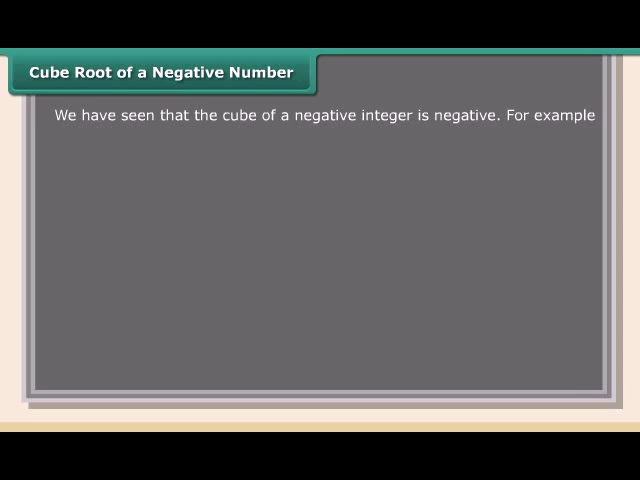 Cube Root of a Negative Number
We have seen that the cube of a negative integer is negative. For example